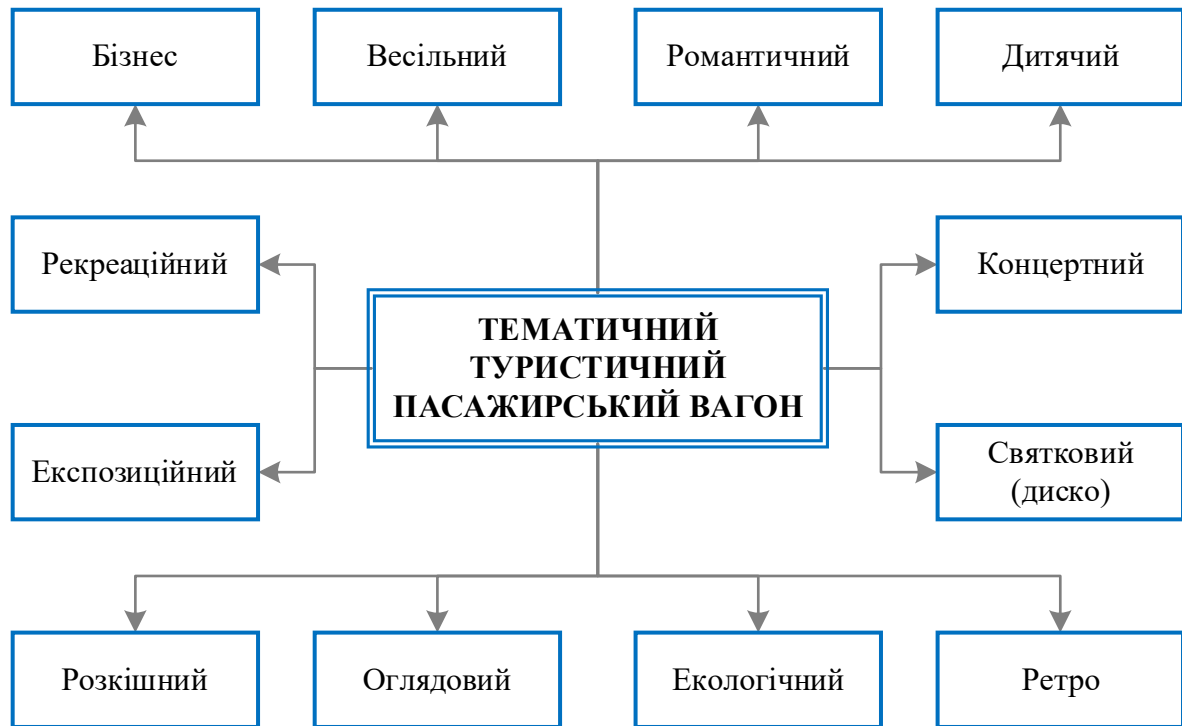 Бізнес
Весільний
Романтичний
Дитячий
Рекреаційний
Концертний
ТЕМАТИЧНИЙ
ТУРИСТИЧНИЙ
ПАСАЖИРСЬКИЙ ВАГОН
Експозиційний
Святковий
(диско)
Розкішний
Оглядовий
Екологічний
Ретро